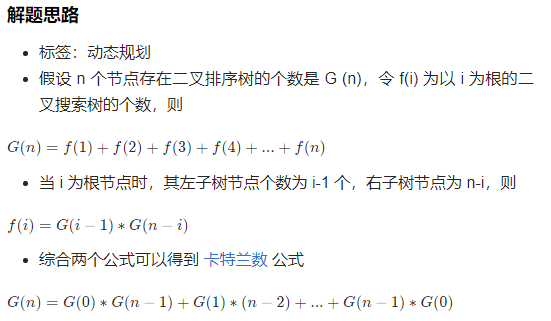 解题思路
标签：动态规划
假设 n 个节点存在二叉排序树的个数是 G (n)，令 f(i) 为以 i 为根的二
叉搜索树的个数，则
G(n) = f(1) + f(2) + f(3) + f(4) + ... + f(n)
当 i 为根节点时，其左子树节点个数为 i-1 个，右子树节点为 n-i，则
f(i) = G(i − 1) * G(n − i)
综合两个公式可以得到 卡特兰数 公式
G(n) = G(0) * G(n − 1) + G(1) * (n − 2) + ... + G(n − 1) * G(0)